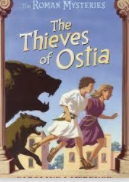 The ROMAN MYSTERIES
The
Thieves
of Ostia